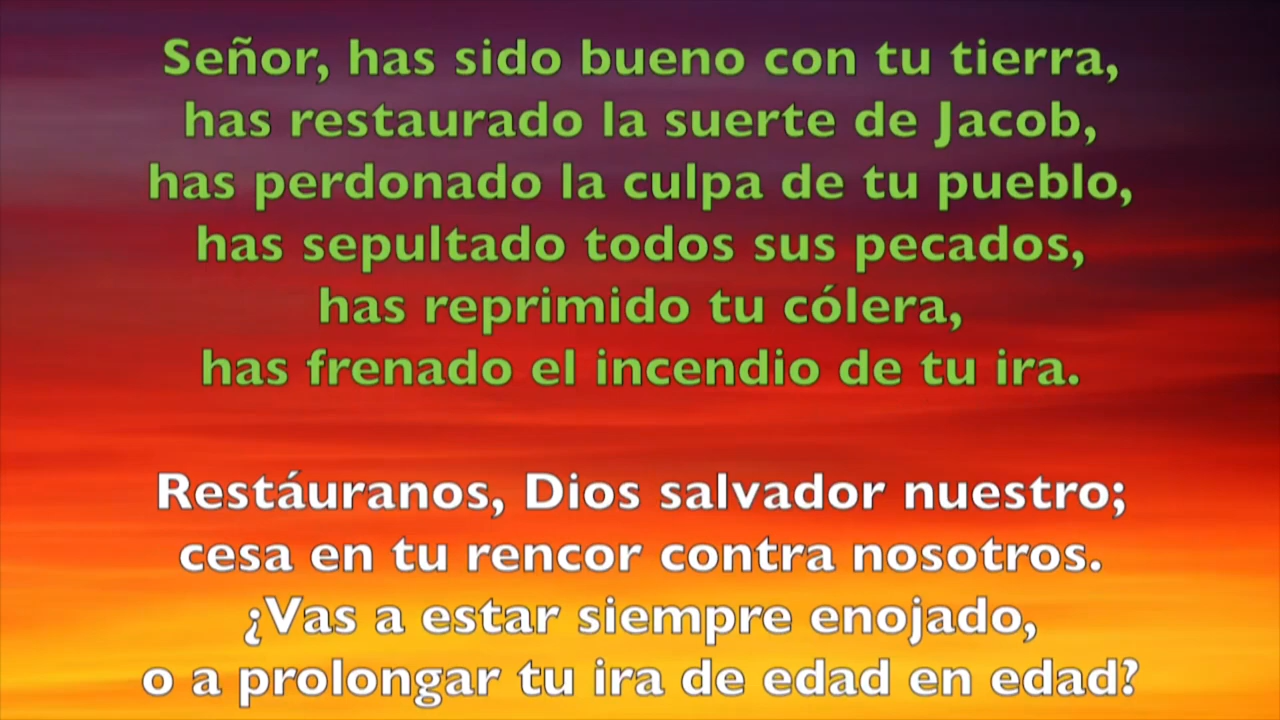 Señor, has sido bueno con tu tierra,
has restaurado la suerte de Jacob,
has perdonado la culpa de tu pueblo,
has sepultado todos sus pecados,
has reprimido tu cólera,
has frenado el incendio de tu ira.
Restáuranos, Dios salvador nuestro;
cesa en tu rencor contra nosotros.
¿Vas a estar siempre enojado,
o a prolongar tu ira de edad en edad?